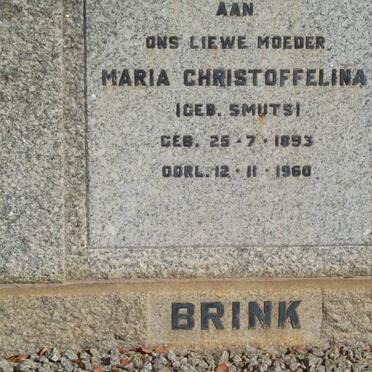 AAN
ONS LIEWE MOEDER
MARIA CHRISTOFFELINA
(GEB. SMUTS)
GEB. 25 · 7 · 1893
OORL. 12 · 11 · 1960
BRINK